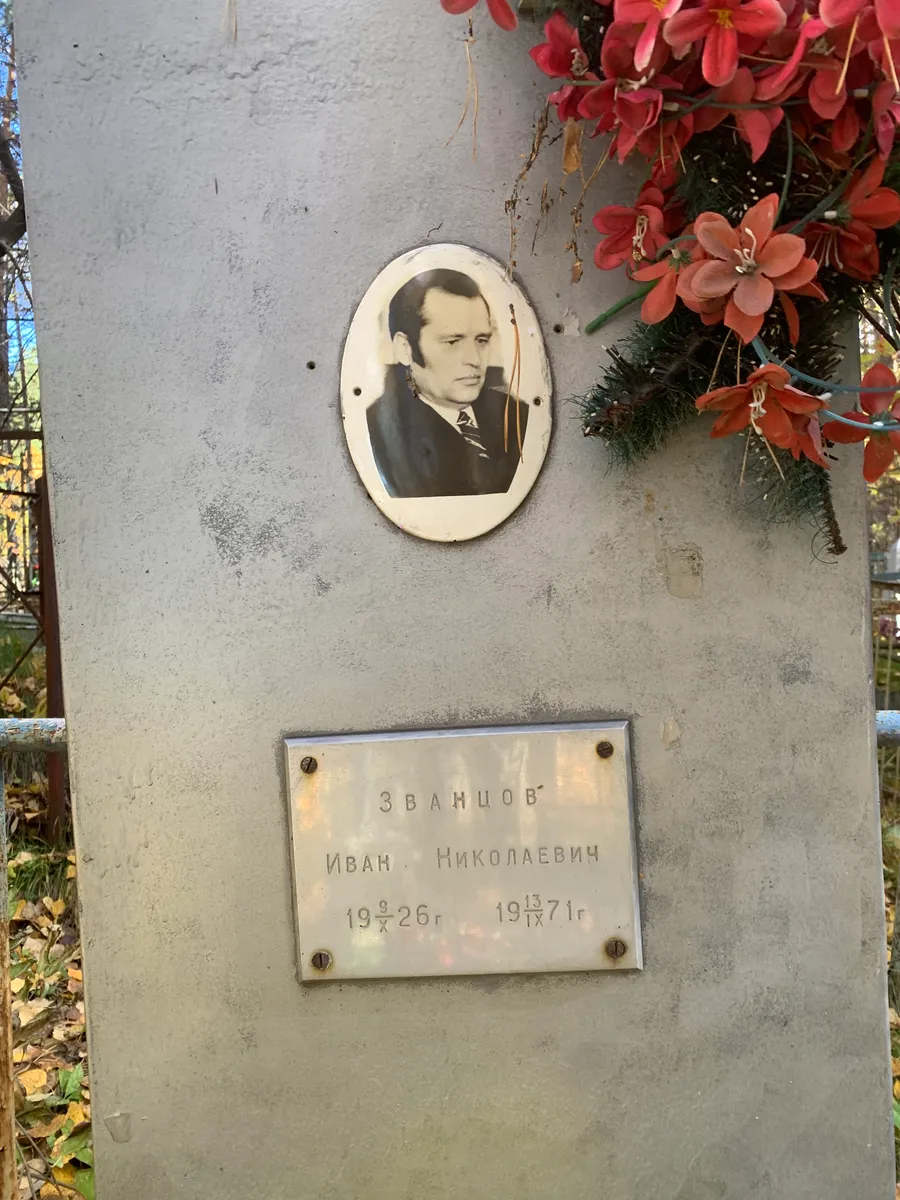 Званцов
Иван Николаевич
19 9/X 26г 19 13/IX 71г